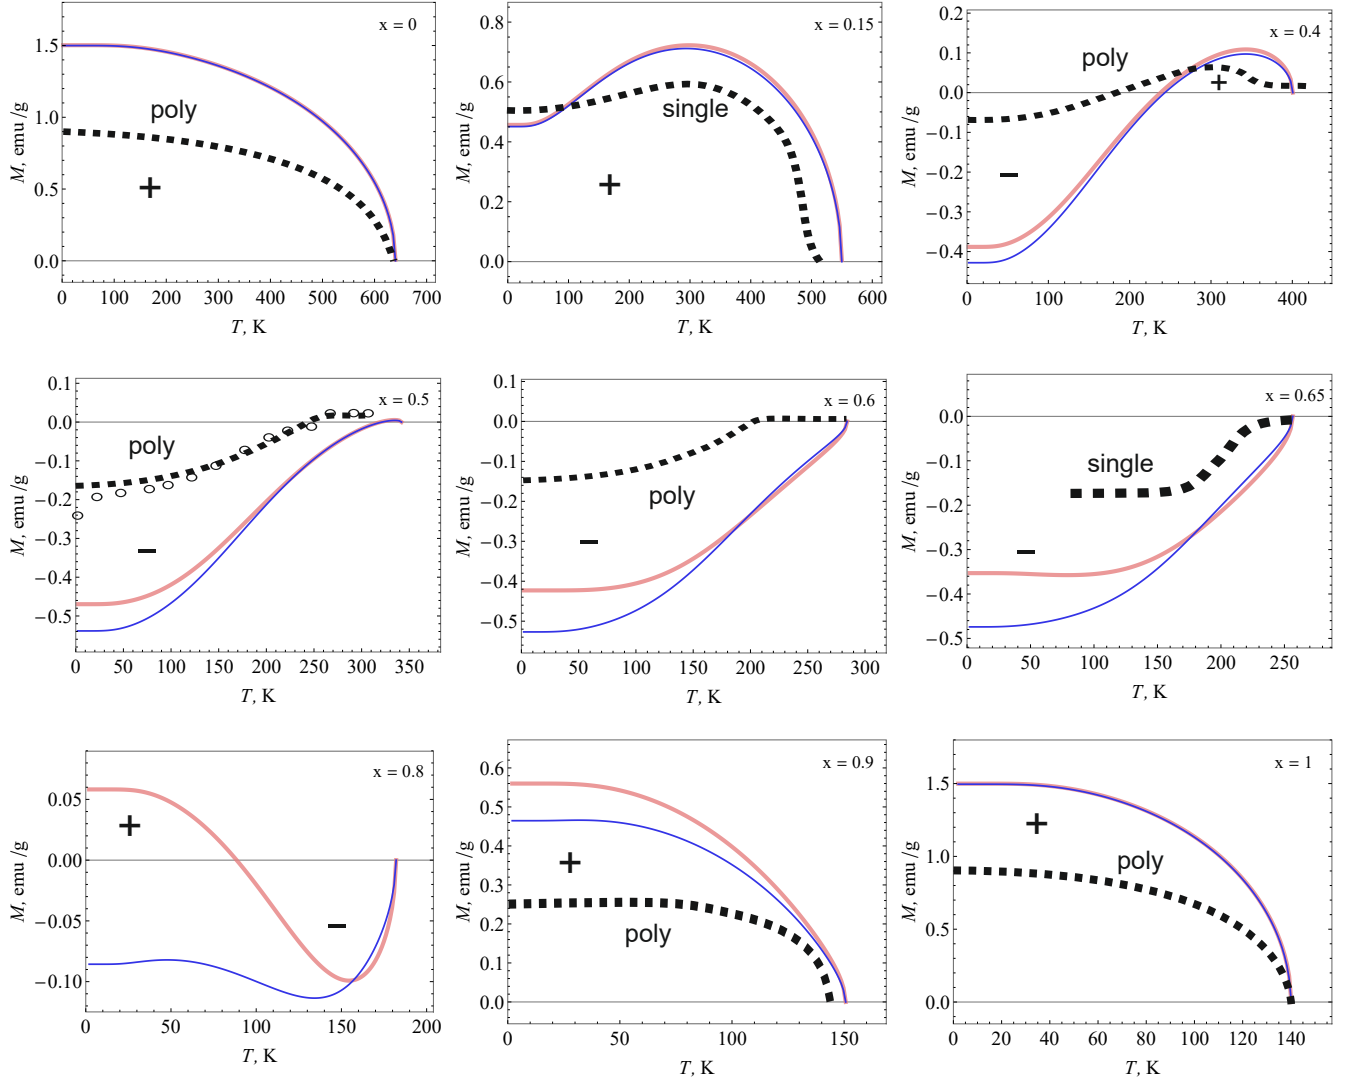 x = 0
1.5
1.0
0.5
0.0
M, emu /g
poly
+
0 100 200 300 400 500 600 700
T, K
x = 0.15
0.8
0.6
0.4
0.2
0.0
M, emu /g
single
+
0 100 200 300 400 500 600
T, K
x = 0.4
0.2
0.1
0.0
−0.1
−0.2
−0.3
−0.4
M, emu /g
poly
+
−
0 100 200 300 400
T, K
x = 0.5
0.1
0.0
−0.1
−0.2
−0.3
−0.4
−0.5
M, emu /g
poly
−
0 50 100 150 200 250 300 350
T, K
x = 0.6
0.1
0.0
−0.1
−0.2
−0.3
−0.4
−0.5
M, emu /g
poly
−
0 50 100 150 200 250 300
T, K
x = 0.65
0.0
−0.1
−0.2
−0.3
−0.4
−0.5
M, emu /g
single
−
0 50 100 150 200 250
T, K
x = 0.8
0.05
0.00
−0.05
−0.10
M, emu /g
+
−
0 50 100 150 200
T, K
x = 0.9
0.6
0.5
0.4
0.3
0.2
0.1
0.0
M, emu /g
+
poly
0 50 100 150
T, K
x = 1
1.5
1.0
0.5
0.0
M, emu /g
+
poly
0 20 40 60 80 100 120 140
T, K